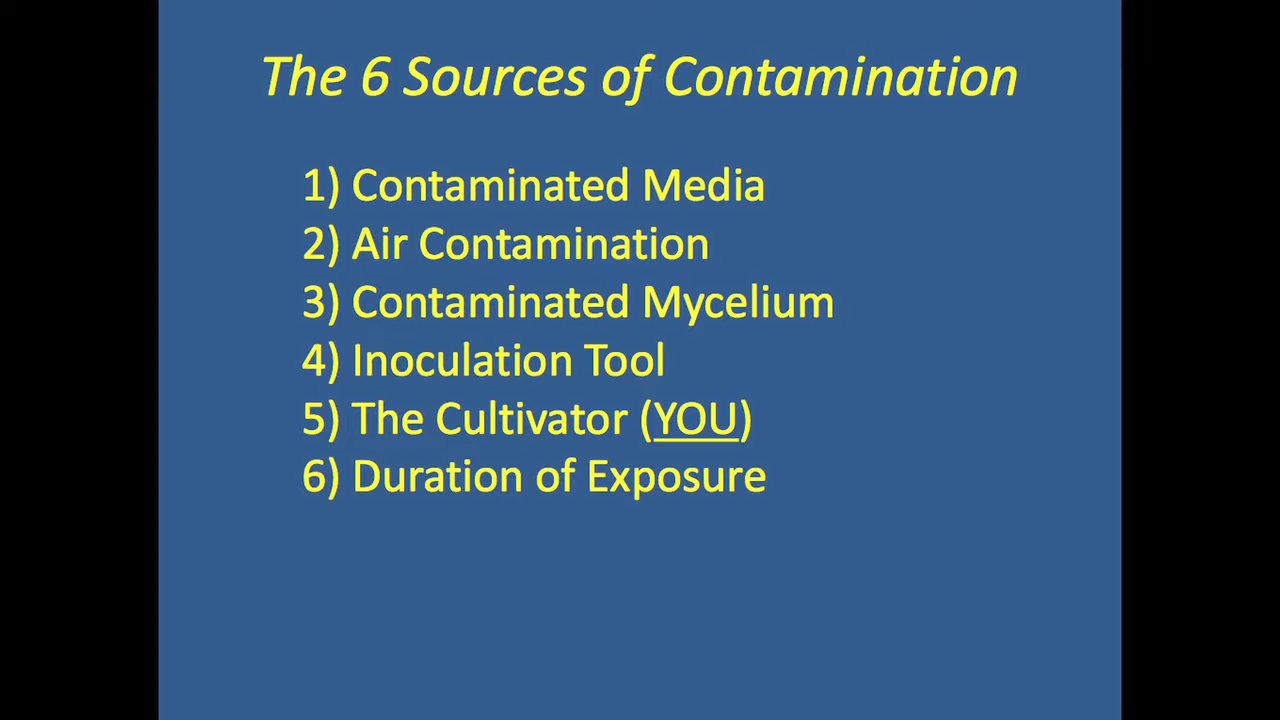 The 6 Sources of Contamination
1) Contaminated Media
2) Air Contamination
3) Contaminated Mycelium
4) Inoculation Tool
5) The Cultivator (YOU)
6) Duration of Exposure